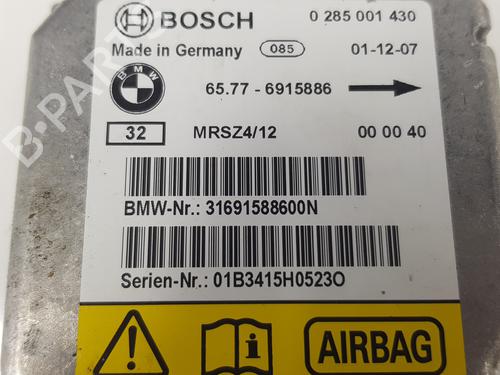 BOSCH 0 285 001 430
Made in Germany 085 01-12-07
BMW
65.77 - 6915886
32 MRSZ4/12 00 00 40
BMW-Nr.: 31691588600N
Serien-Nr.: 01B3415H0523O
AIRBAG